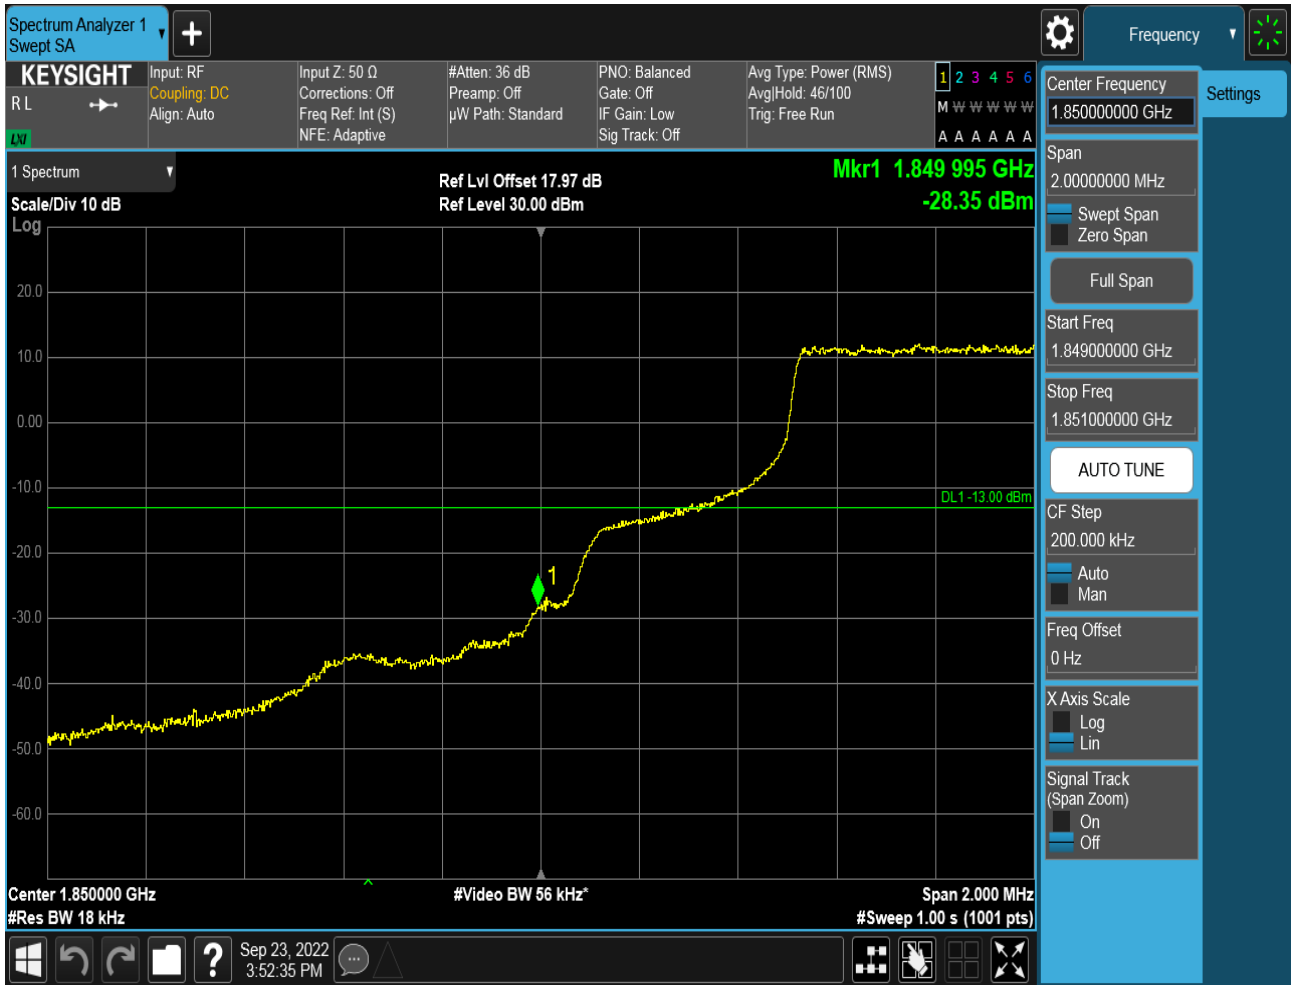 Spectrum Analyzer 1
Swept SA
Frequency
KEYSIGHT
R L
LXI
Input: RF
Coupling: DC
Align: Auto
Input Z: 50 Ω
Corrections: Off
Freq Ref: Int (S)
NFE: Adaptive
#Atten: 36 dB
Preamp: Off
µW Path: Standard
PNO: Balanced
Gate: Off
IF Gain: Low
Sig Track: Off
Avg Type: Power (RMS)
Avg|Hold: 46/100
Trig: Free Run
1 2 3 4 5 6
M W W W W W
A A A A A A
1 Spectrum
Scale/Div 10 dB
Log
Ref Lvl Offset 17.97 dB
Ref Level 30.00 dBm
Mkr1 1.849 995 GHz
-28.35 dBm
20.0
10.0
0.00
-10.0
DL1 -13.00 dBm
-20.0
1
-30.0
-40.0
-50.0
-60.0
Center 1.850000 GHz
#Video BW 56 kHz*
Span 2.000 MHz
#Res BW 18 kHz
#Sweep 1.00 s (1001 pts)
Sep 23, 2022
3:52:35 PM
Center Frequency
1.850000000 GHz
Settings
Span
2.00000000 MHz
Swept Span
Zero Span
Full Span
Start Freq
1.849000000 GHz
Stop Freq
1.851000000 GHz
AUTO TUNE
CF Step
200.000 kHz
Auto
Man
Freq Offset
0 Hz
X Axis Scale
Log
Lin
Signal Track
(Span Zoom)
On
Off